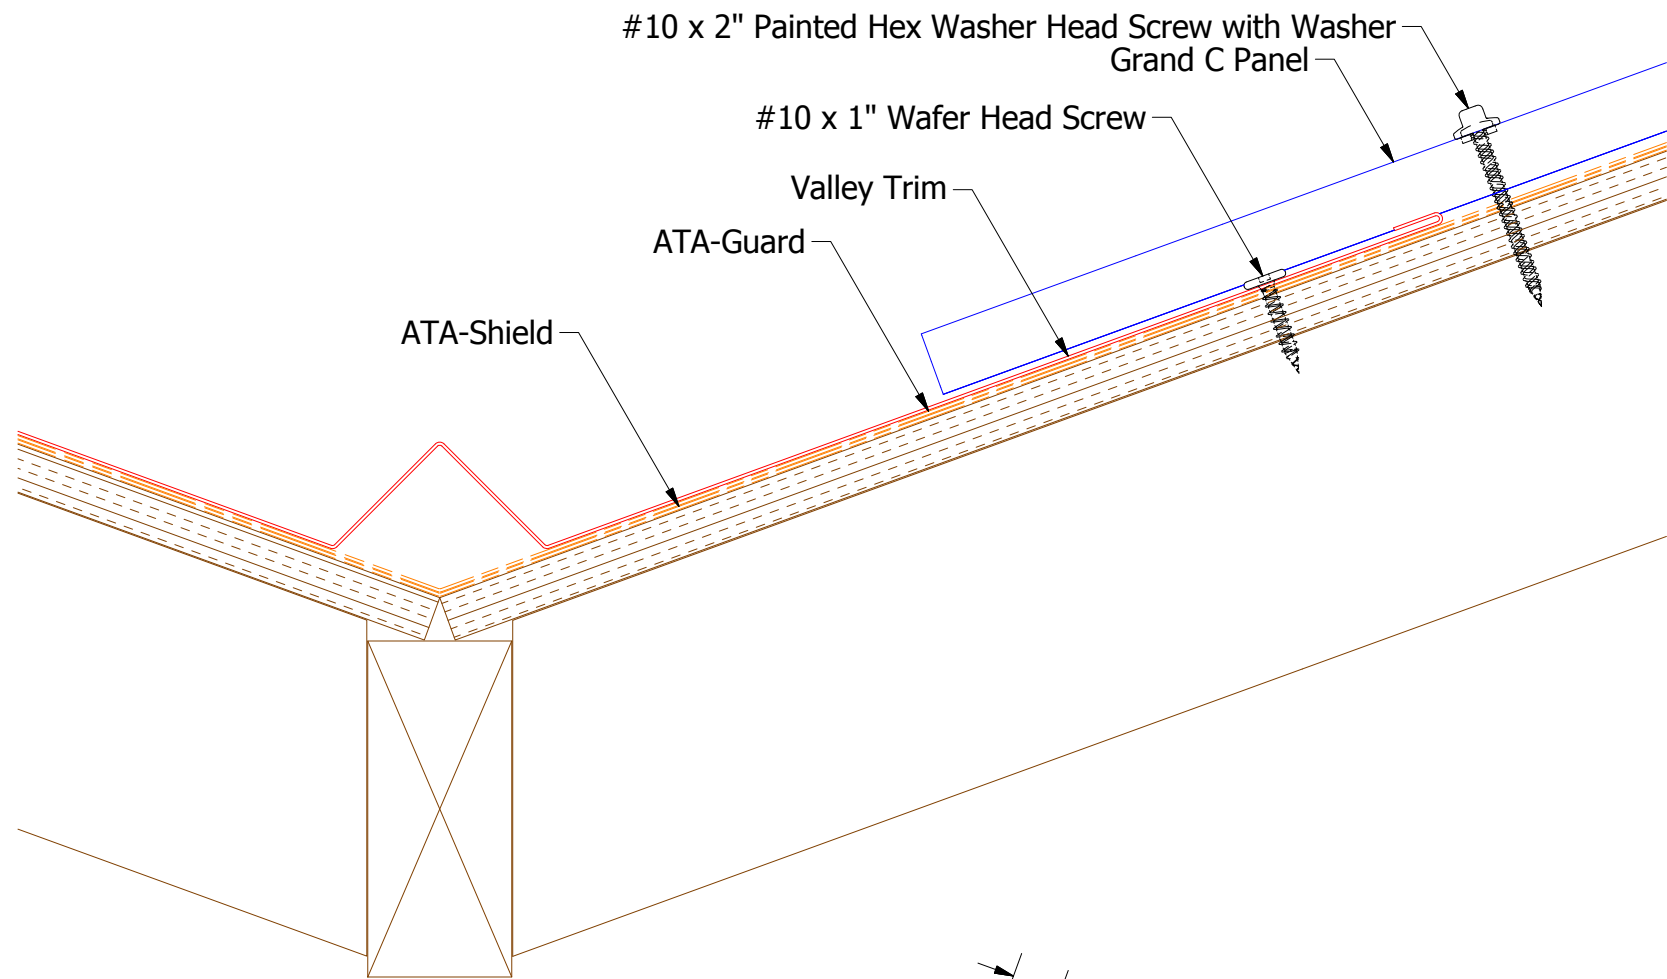 #10 x 2" Painted Hex Washer Head Screw with Washer
Grand C Panel
#10 x 1" Wafer Head Screw
Valley Trim
ATA-Guard
ATA-Shield